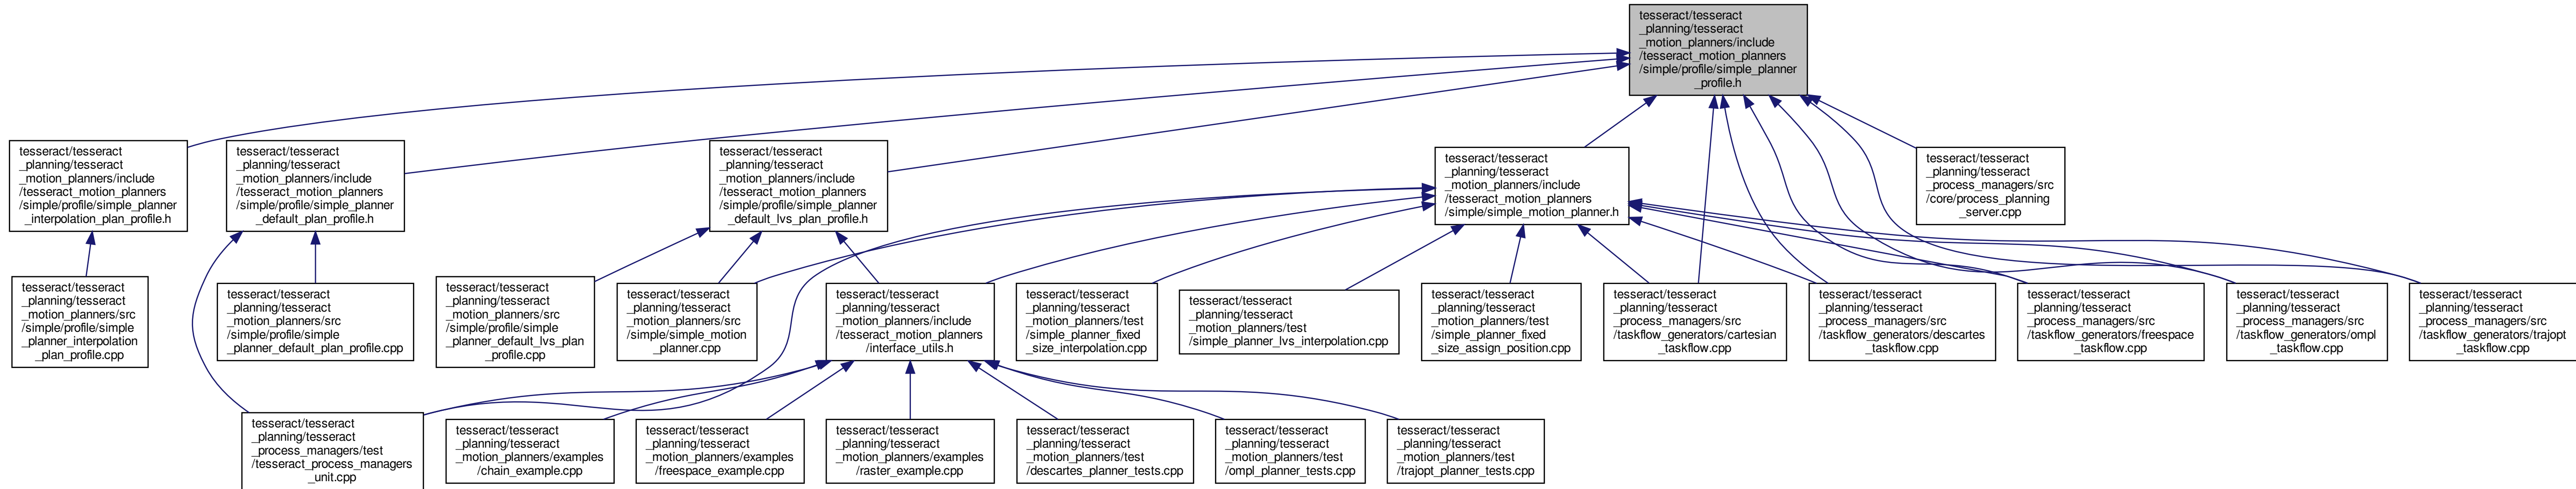 tesseract/tesseract
_planning/tesseract
_motion_planners/include
/tesseract_motion_planners
/simple/profile/simple_planner
_profile.h
tesseract/tesseract
_planning/tesseract
_motion_planners/include
/tesseract_motion_planners
/simple/profile/simple_planner
_interpolation_plan_profile.h
tesseract/tesseract
_planning/tesseract
_motion_planners/include
/tesseract_motion_planners
/simple/profile/simple_planner
_default_plan_profile.h
tesseract/tesseract
_planning/tesseract
_motion_planners/include
/tesseract_motion_planners
/simple/profile/simple_planner
_default_lvs_plan_profile.h
tesseract/tesseract
_planning/tesseract
_motion_planners/include
/tesseract_motion_planners
/simple/simple_motion_planner.h
tesseract/tesseract
_planning/tesseract
_process_managers/src
/core/process_planning
_server.cpp
tesseract/tesseract
_planning/tesseract
_motion_planners/src
/simple/profile/simple
_planner_interpolation
_plan_profile.cpp
tesseract/tesseract
_planning/tesseract
_motion_planners/src
/simple/profile/simple
_planner_default_plan_profile.cpp
tesseract/tesseract
_planning/tesseract
_motion_planners/src
/simple/profile/simple
_planner_default_lvs_plan
_profile.cpp
tesseract/tesseract
_planning/tesseract
_motion_planners/src
/simple/simple_motion
_planner.cpp
tesseract/tesseract
_planning/tesseract
_motion_planners/include
/tesseract_motion_planners
/interface_utils.h
tesseract/tesseract
_planning/tesseract
_motion_planners/test
/simple_planner_fixed
_size_interpolation.cpp
tesseract/tesseract
_planning/tesseract
_motion_planners/test
/simple_planner_lvs_interpolation.cpp
tesseract/tesseract
_planning/tesseract
_motion_planners/test
/simple_planner_fixed
_size_assign_position.cpp
tesseract/tesseract
_planning/tesseract
_process_managers/src
/taskflow_generators/cartesian
_taskflow.cpp
tesseract/tesseract
_planning/tesseract
_process_managers/src
/taskflow_generators/descartes
_taskflow.cpp
tesseract/tesseract
_planning/tesseract
_process_managers/src
/taskflow_generators/freespace
_taskflow.cpp
tesseract/tesseract
_planning/tesseract
_process_managers/src
/taskflow_generators/ompl
_taskflow.cpp
tesseract/tesseract
_planning/tesseract
_process_managers/src
/taskflow_generators/trajopt
_taskflow.cpp
tesseract/tesseract
_planning/tesseract
_process_managers/test
/tesseract_process_managers
_unit.cpp
tesseract/tesseract
_planning/tesseract
_motion_planners/examples
/chain_example.cpp
tesseract/tesseract
_planning/tesseract
_motion_planners/examples
/freespace_example.cpp
tesseract/tesseract
_planning/tesseract
_motion_planners/examples
/raster_example.cpp
tesseract/tesseract
_planning/tesseract
_motion_planners/test
/descartes_planner_tests.cpp
tesseract/tesseract
_planning/tesseract
_motion_planners/test
/ompl_planner_tests.cpp
tesseract/tesseract
_planning/tesseract
_motion_planners/test
/trajopt_planner_tests.cpp